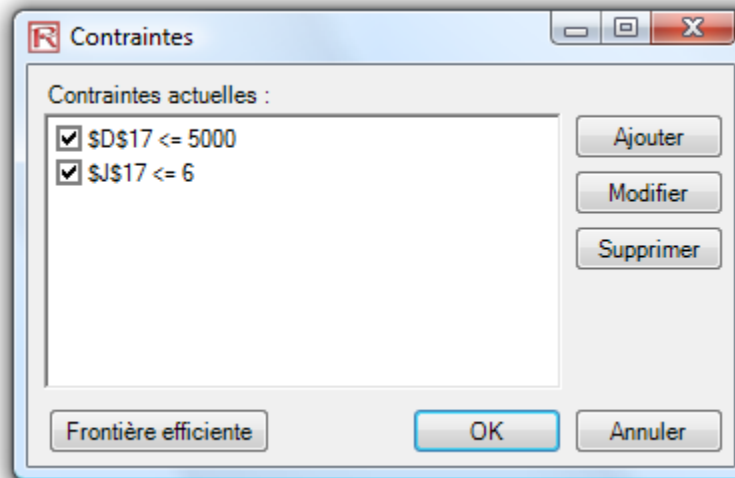 Contraintes
Contraintes actuelles :
$D$17 <= 5000
$J$17 <= 6
Ajouter
Modifier
Supprimer
Frontière efficiente
OK
Annuler